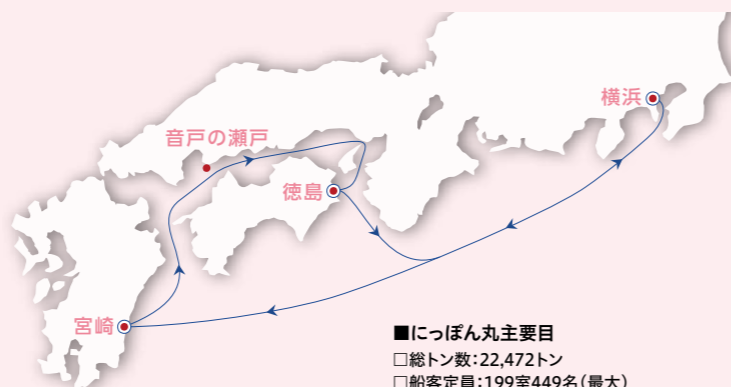 横浜
音戸の瀬戸
徳島
宮崎
■にっぽん丸主要目
□総トン数:22,472トン
□船客定員:199室449名(最大)